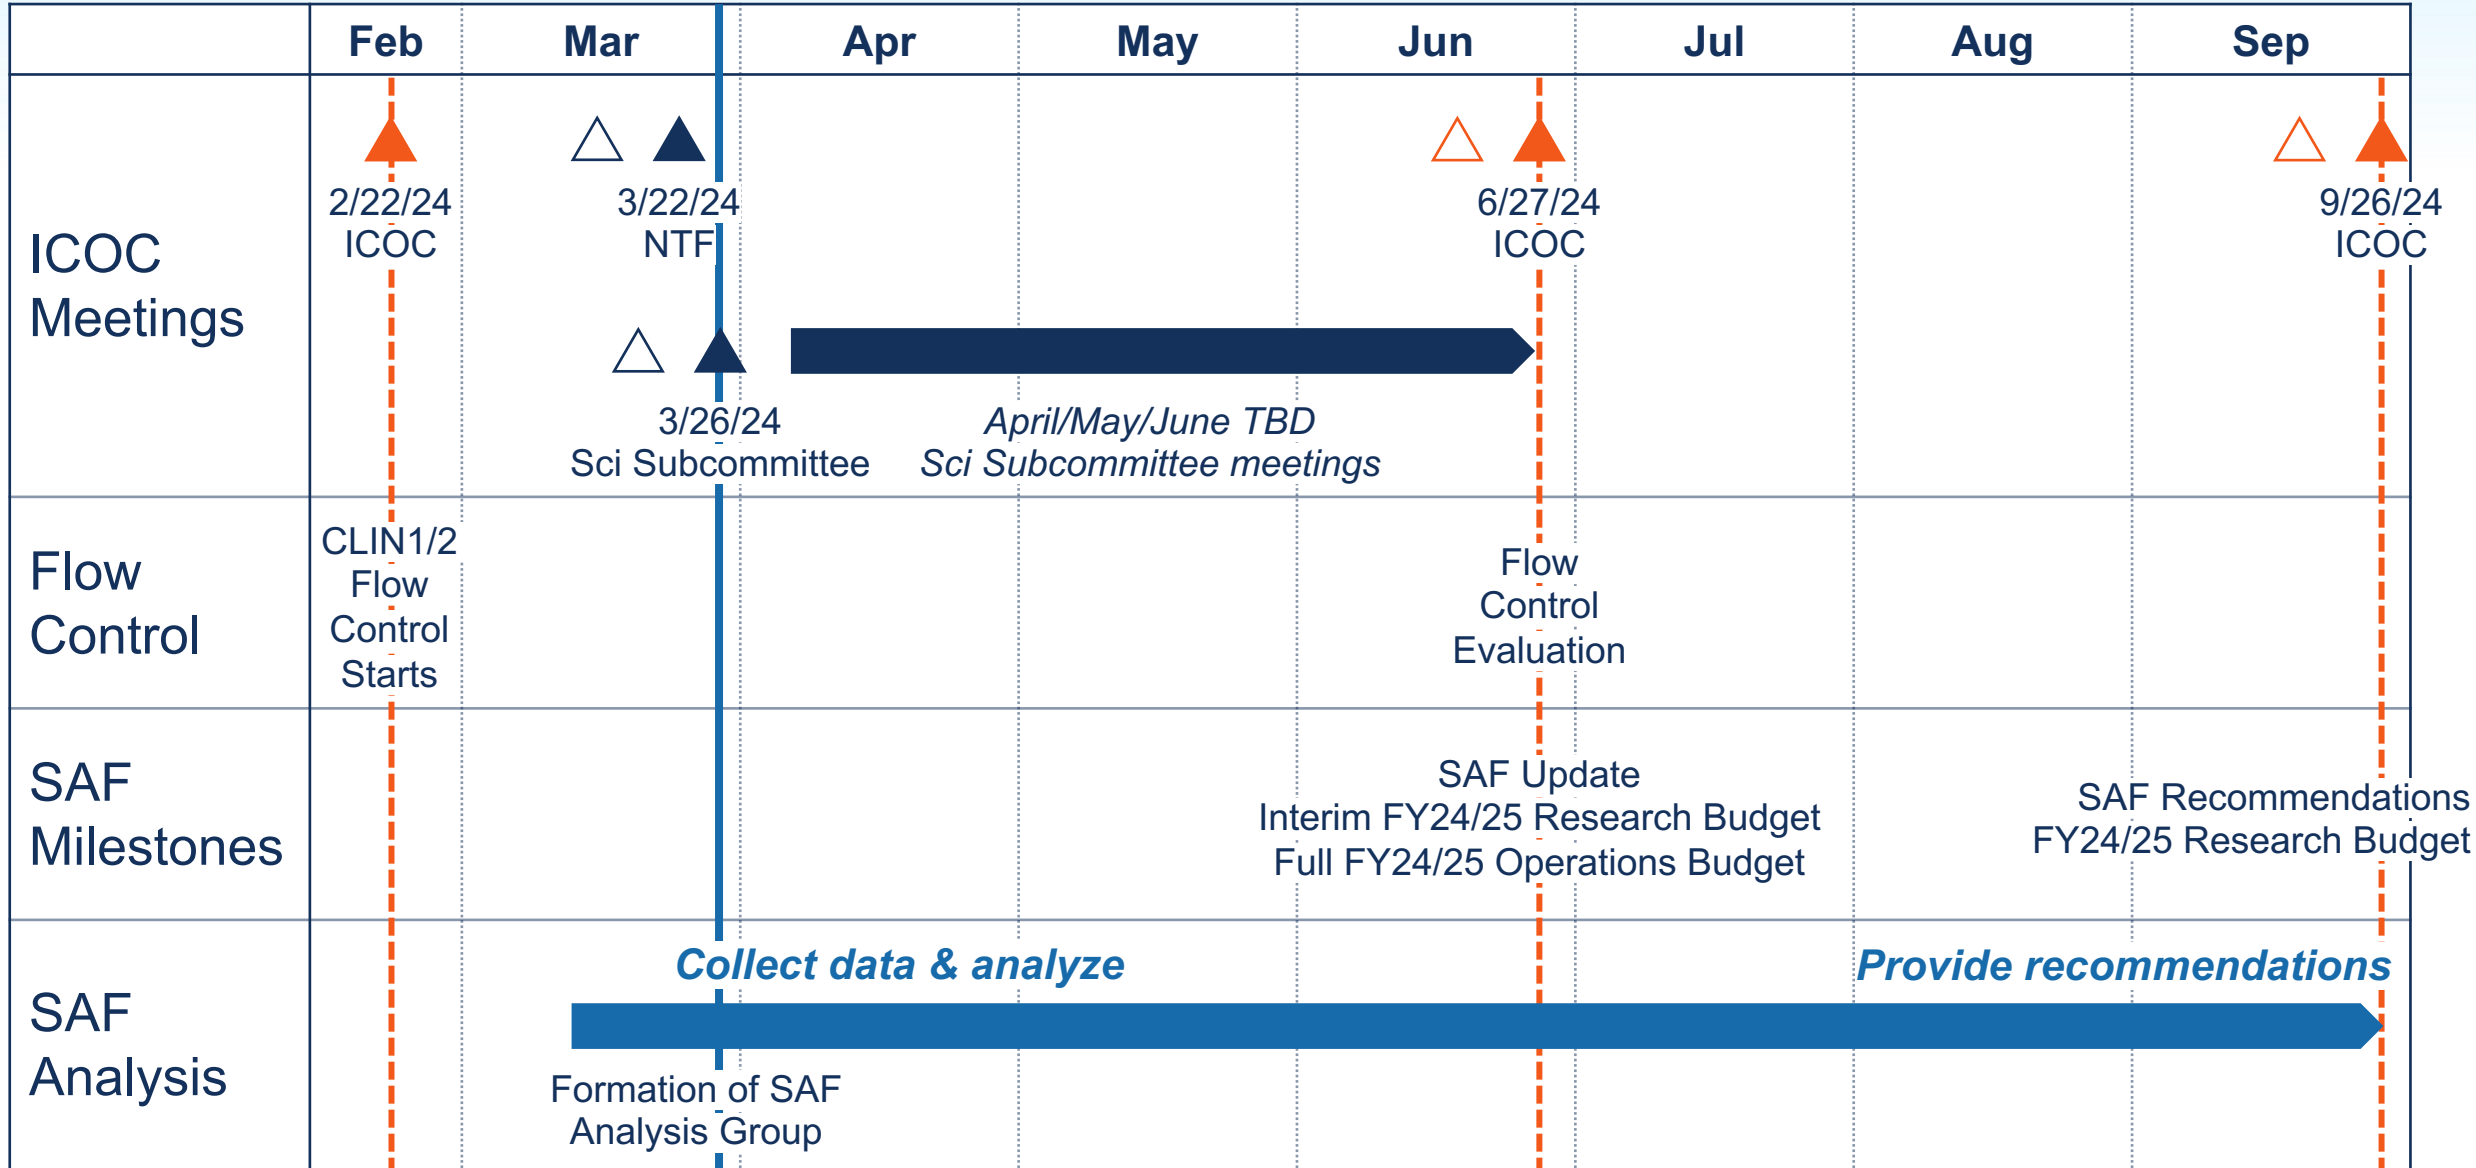 Feb
Mar
Apr
May
Jun
Jul
Aug
Sep
ICOC
Meetings
2/22/24
ICOC
3/22/24
NTF
6/27/24
ICOC
9/26/24
ICOC
3/26/24
Sci Subcommittee
April/May/June TBD
Sci Subcommittee meetings
Flow
Control
CLIN1/2
Flow
Control
Starts
Flow
Control
Evaluation
SAF
Milestones
SAF Update
Interim FY24/25 Research Budget
Full FY24/25 Operations Budget
SAF Recommendations
FY24/25 Research Budget
SAF
Analysis
Collect data & analyze
Provide recommendations
Formation of SAF
Analysis Group